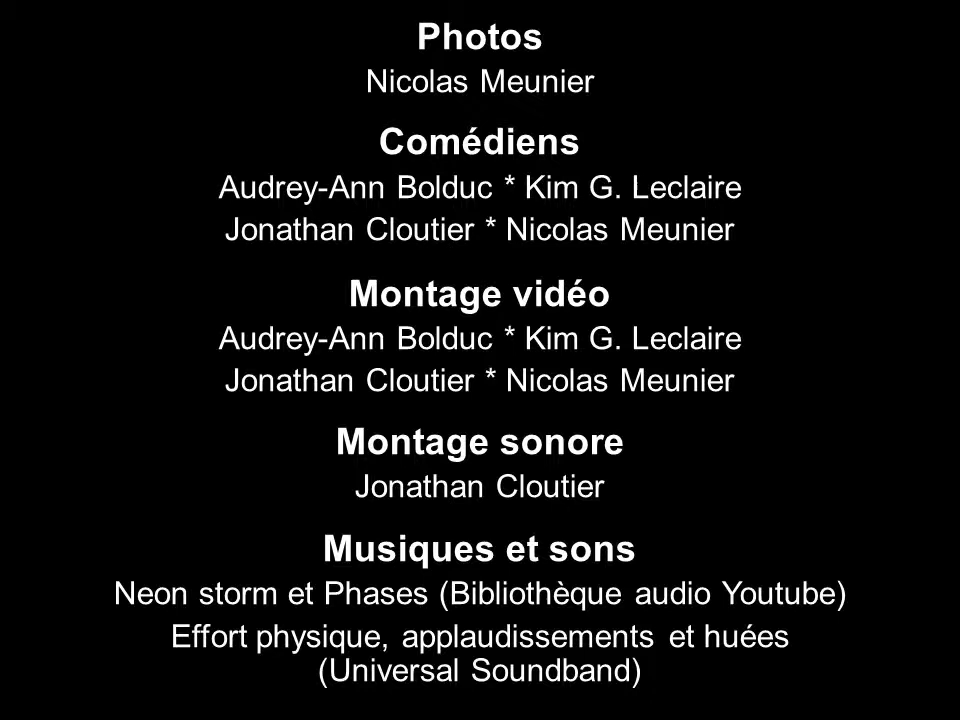 Photos
Nicolas Meunier
Comédiens
Audrey-Ann Bolduc * Kim G. Leclaire
Jonathan Cloutier * Nicolas Meunier
Montage vidéo
Audrey-Ann Bolduc * Kim G. Leclaire
Jonathan Cloutier * Nicolas Meunier
Montage sonore
Jonathan Cloutier
Musiques et sons
Neon storm et Phases (Bibliothèque audio Youtube)
Effort physique, applaudissements et huées
(Universal Soundband)